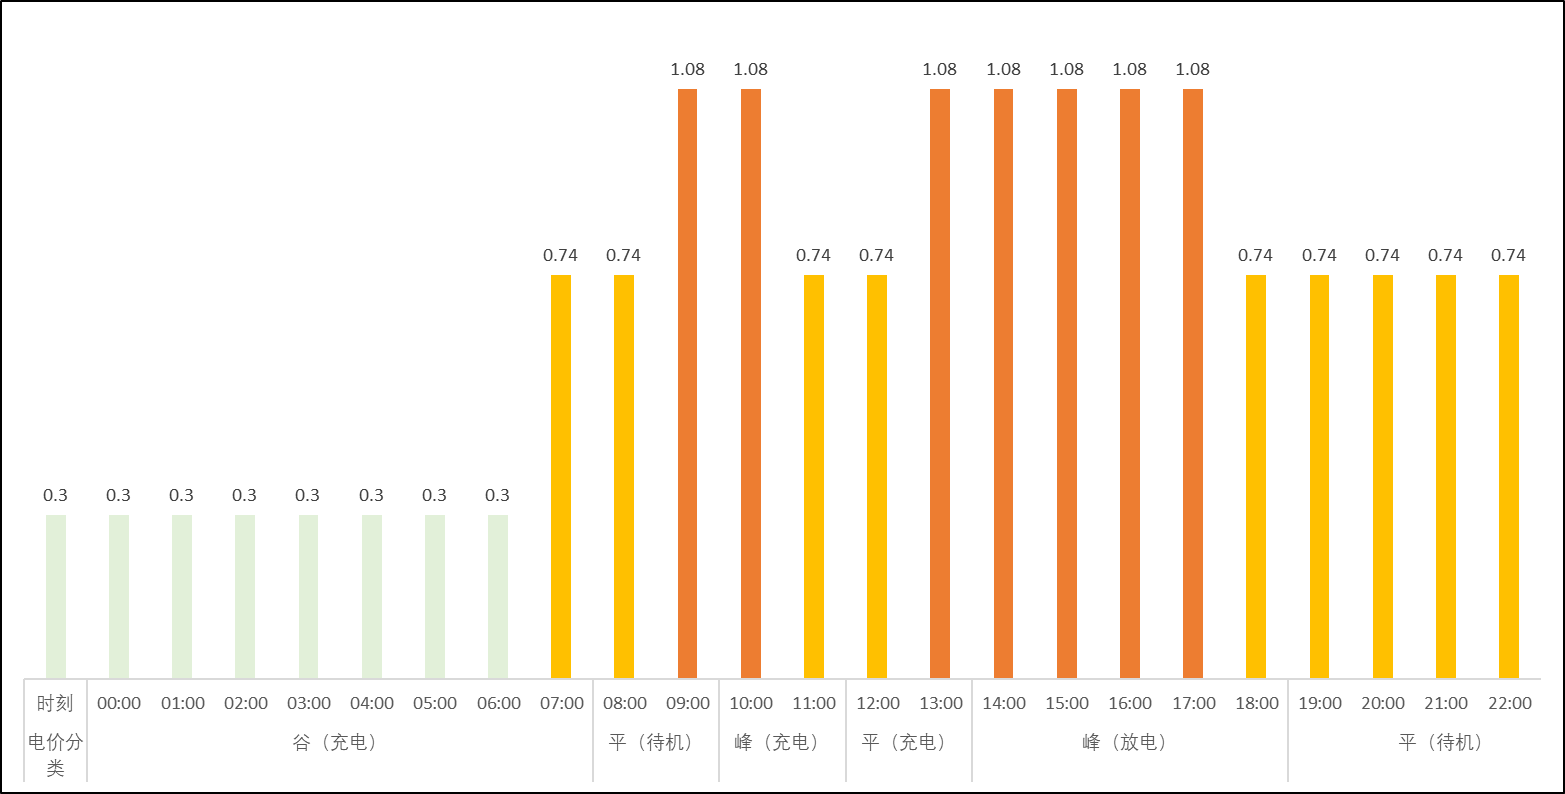 1.08 1.08 1.08 1.08 1.08 1.08 1.08
0.74 0.74 0.74 0.74 0.74 0.74 0.74 0.74 0.74
0.3 0.3 0.3 0.3 0.3 0.3 0.3 0.3
时刻 00:00 01:00 02:00 03:00 04:00 05:00 06:00 07:00 08:00 09:00 10:00 11:00 12:00 13:00 14:00 15:00 16:00 17:00 18:00 19:00 20:00 21:00 22:00
电价分 谷（充电） 平（待机） 峰（充电） 平（充电） 峰（放电） 平（待机）
类